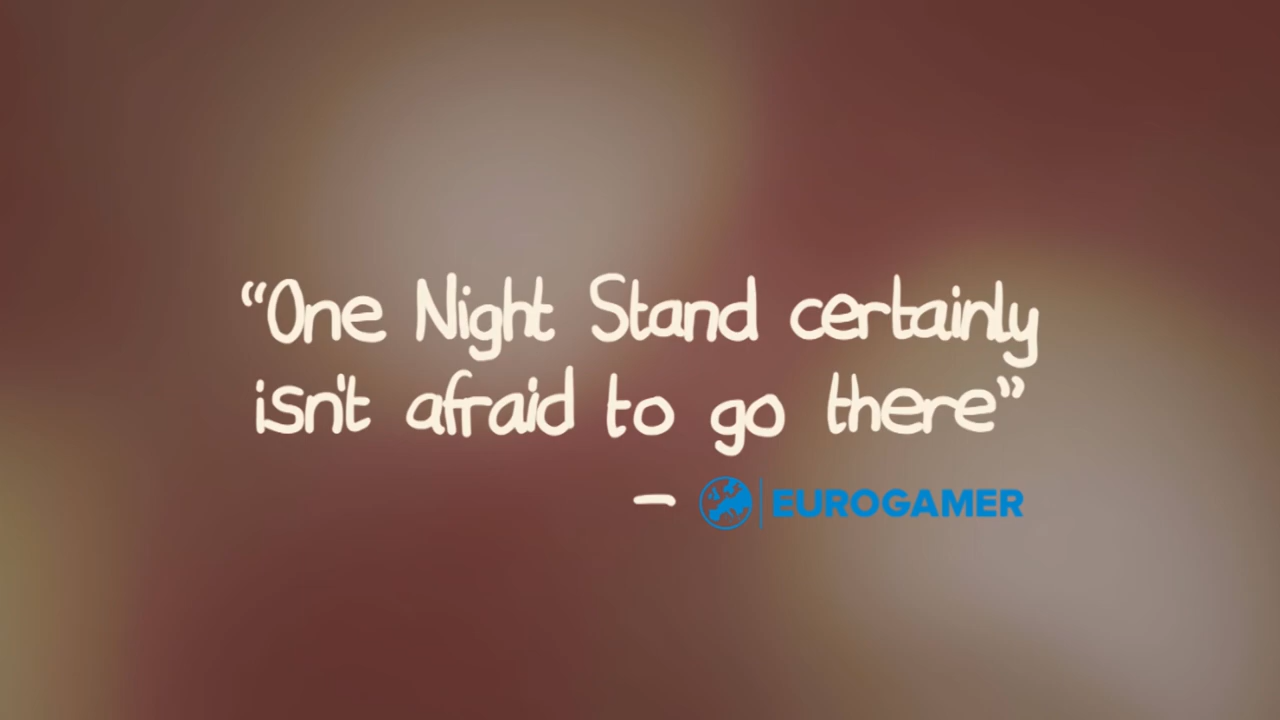 “One Night Stand certainly
isn't afraid to go there”
– EUROGAMER